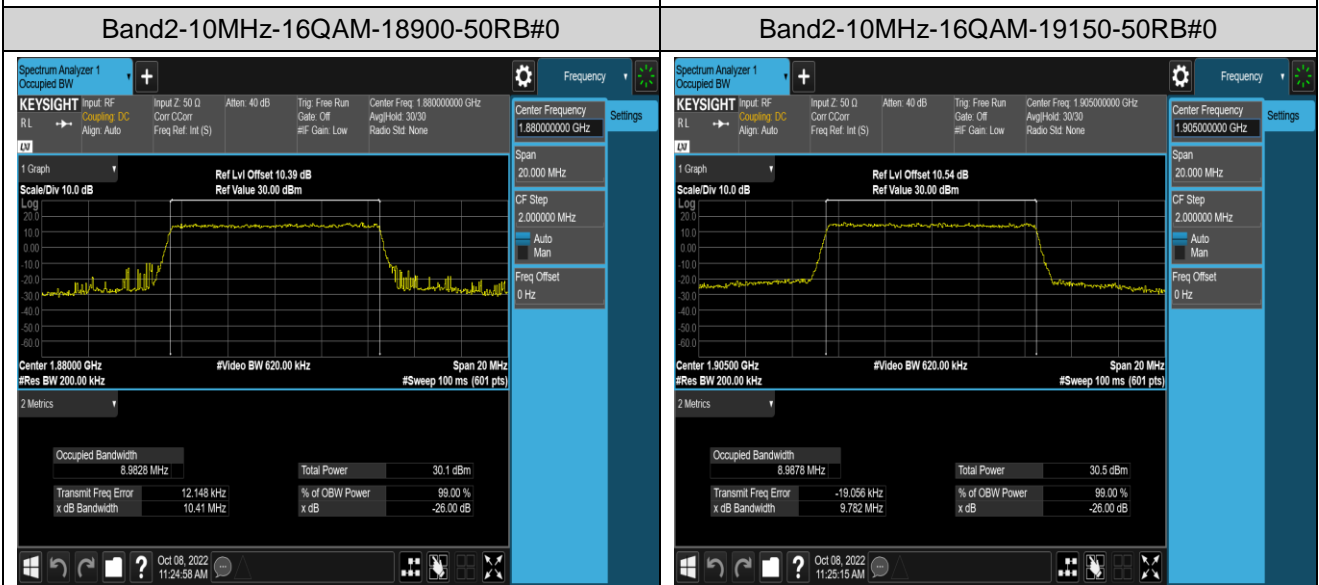 Band2-10MHz-16QAM-18900-50RB#0
Spectrum Analyzer 1
Occupied BW
+
Frequency
KEYSIGHT
RL
LXI
Input: RF
Coupling: DC
Align: Auto
Input Z: 50 Ω
Corr CCorr
Freq Ref: Int (S)
Atten: 40 dB
Trig: Free Run
Gate: Off
#IF Gain: Low
Center Freq: 1.880000000 GHz
Avg|Hold: 30/30
Radio Std: None
Center Frequency
1.880000000 GHz
Settings
Span
20.000 MHz
CF Step
2.000000 MHz
Auto
Man
Freq Offset
0 Hz
1 Graph
Ref Lvl Offset 10.39 dB
Scale/Div 10.0 dB
Ref Value 30.00 dBm
Log
20.0
10.0
0.00
-10.0
-20.0
-30.0
-40.0
-50.0
-60.0
Center 1.88000 GHz
#Video BW 620.00 kHz
Span 20 MHz
#Res BW 200.00 kHz
#Sweep 100 ms (601 pts)
2 Metrics
Occupied Bandwidth
8.9828 MHz
Total Power 30.1 dBm
Transmit Freq Error 12.148 kHz
% of OBW Power 99.00 %
x dB Bandwidth 10.41 MHz
x dB -26.00 dB
?
Oct 08, 2022
11:24:58 AM
Band2-10MHz-16QAM-19150-50RB#0
Spectrum Analyzer 1
Occupied BW
+
Frequency
KEYSIGHT
RL
LXI
Input: RF
Coupling: DC
Align: Auto
Input Z: 50 Ω
Corr CCorr
Freq Ref: Int (S)
Atten: 40 dB
Trig: Free Run
Gate: Off
#IF Gain: Low
Center Freq: 1.905000000 GHz
Avg|Hold: 30/30
Radio Std: None
Center Frequency
1.905000000 GHz
Settings
Span
20.000 MHz
CF Step
2.000000 MHz
Auto
Man
Freq Offset
0 Hz
1 Graph
Ref Lvl Offset 10.54 dB
Scale/Div 10.0 dB
Ref Value 30.00 dBm
Log
20.0
10.0
0.00
-10.0
-20.0
-30.0
-40.0
-50.0
-60.0
Center 1.90500 GHz
#Video BW 620.00 kHz
Span 20 MHz
#Res BW 200.00 kHz
#Sweep 100 ms (601 pts)
2 Metrics
Occupied Bandwidth
8.9878 MHz
Total Power 30.5 dBm
Transmit Freq Error -19.056 kHz
% of OBW Power 99.00 %
x dB Bandwidth 9.782 MHz
x dB -26.00 dB
?
Oct 08, 2022
11:25:15 AM